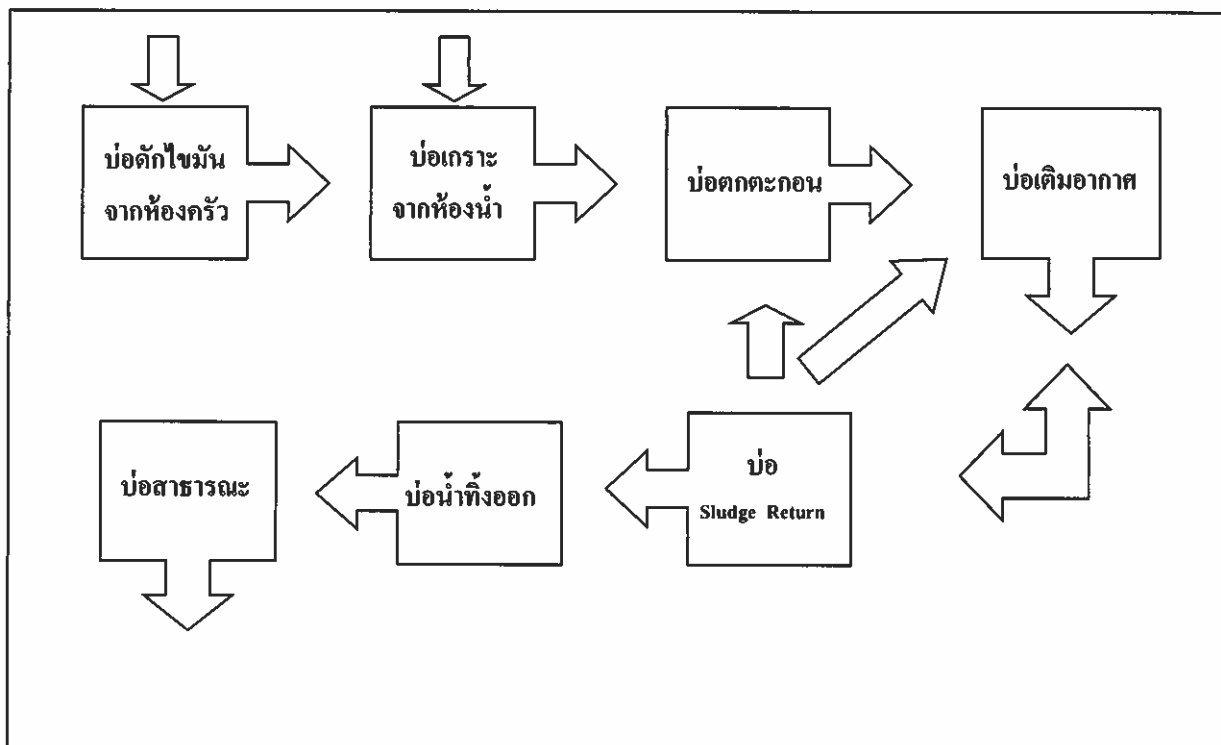 บ่อดักไขมัน
จากห้องครัว
บ่อเกราะ
จากห้องน้ำ
บ่อตกตะกอน
บ่อเติมอากาศ
บ่อสาธารณะ
บ่อน้ำทิ้งออก
บ่อ
Sludge Return